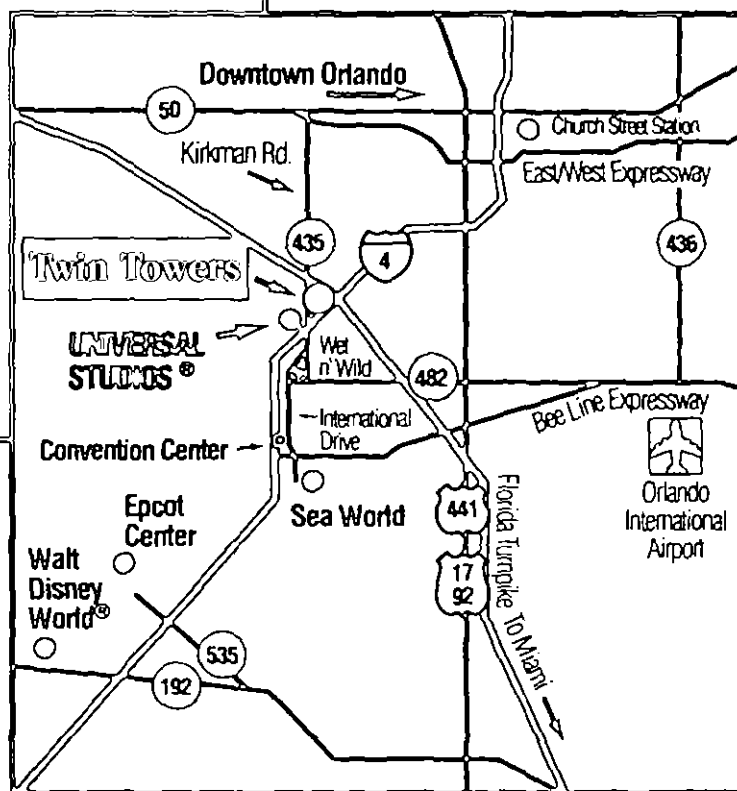 Downtown Orlando
50
Church Street Station
Kirkman Rd.
East/West Expressway
435
436
4
Twin Towers
UNIVERSAL
STUDIOS ®
Wet
n' Wild
482
Bee Line Expressway
International
Drive
Convention Center
Sea World
Orlando
International
Airport
441
Florida Turnpike To Miami
Epcot
Center
17
92
Walt
Disney
World®
535
192